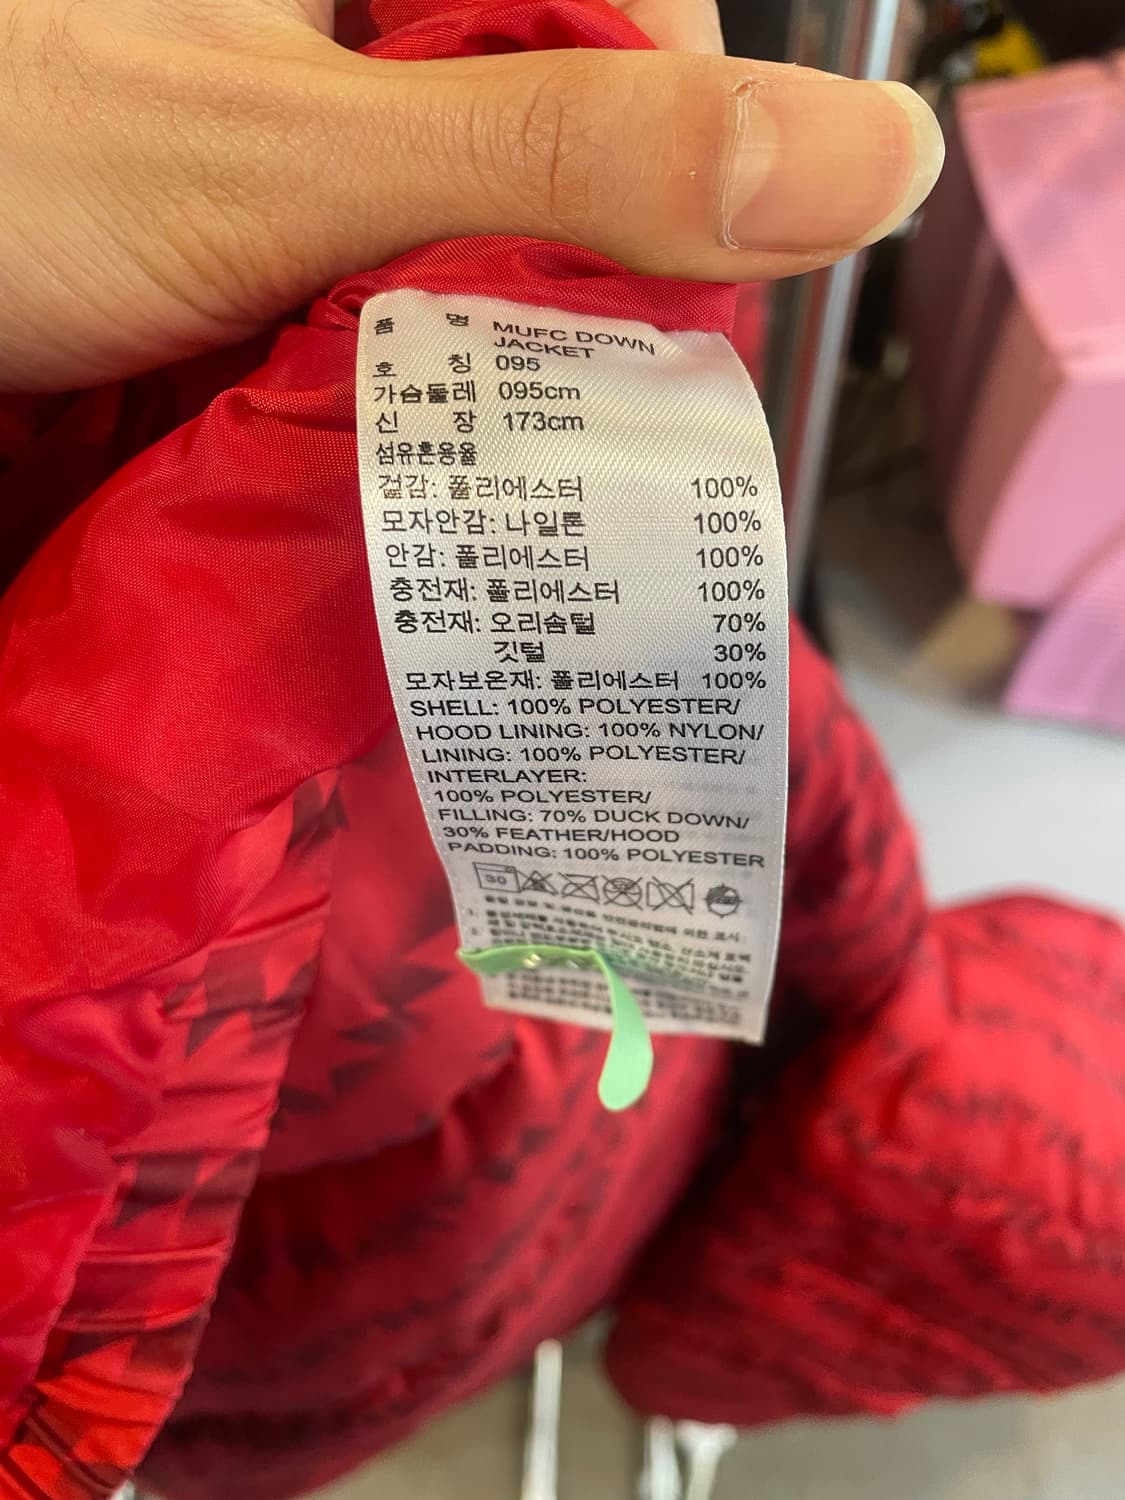 품 명 MUFC DOWN
JACKET
호 칭 095
가슴둘레 095cm
신 장 173cm
섬유혼용율
겉감: 폴리에스터 100%
모자안감: 나일론 100%
안감: 폴리에스터 100%
충전재: 폴리에스터 100%
충전재: 오리솜털 70%
깃털 30%
모자보온재: 폴리에스터 100%
SHELL: 100% POLYESTER/
HOOD LINING: 100% NYLON/
LINING: 100% POLYESTER/
INTERLAYER:
100% POLYESTER/
FILLING: 70% DUCK DOWN/
30% FEATHER/HOOD
PADDING: 100% POLYESTER
30